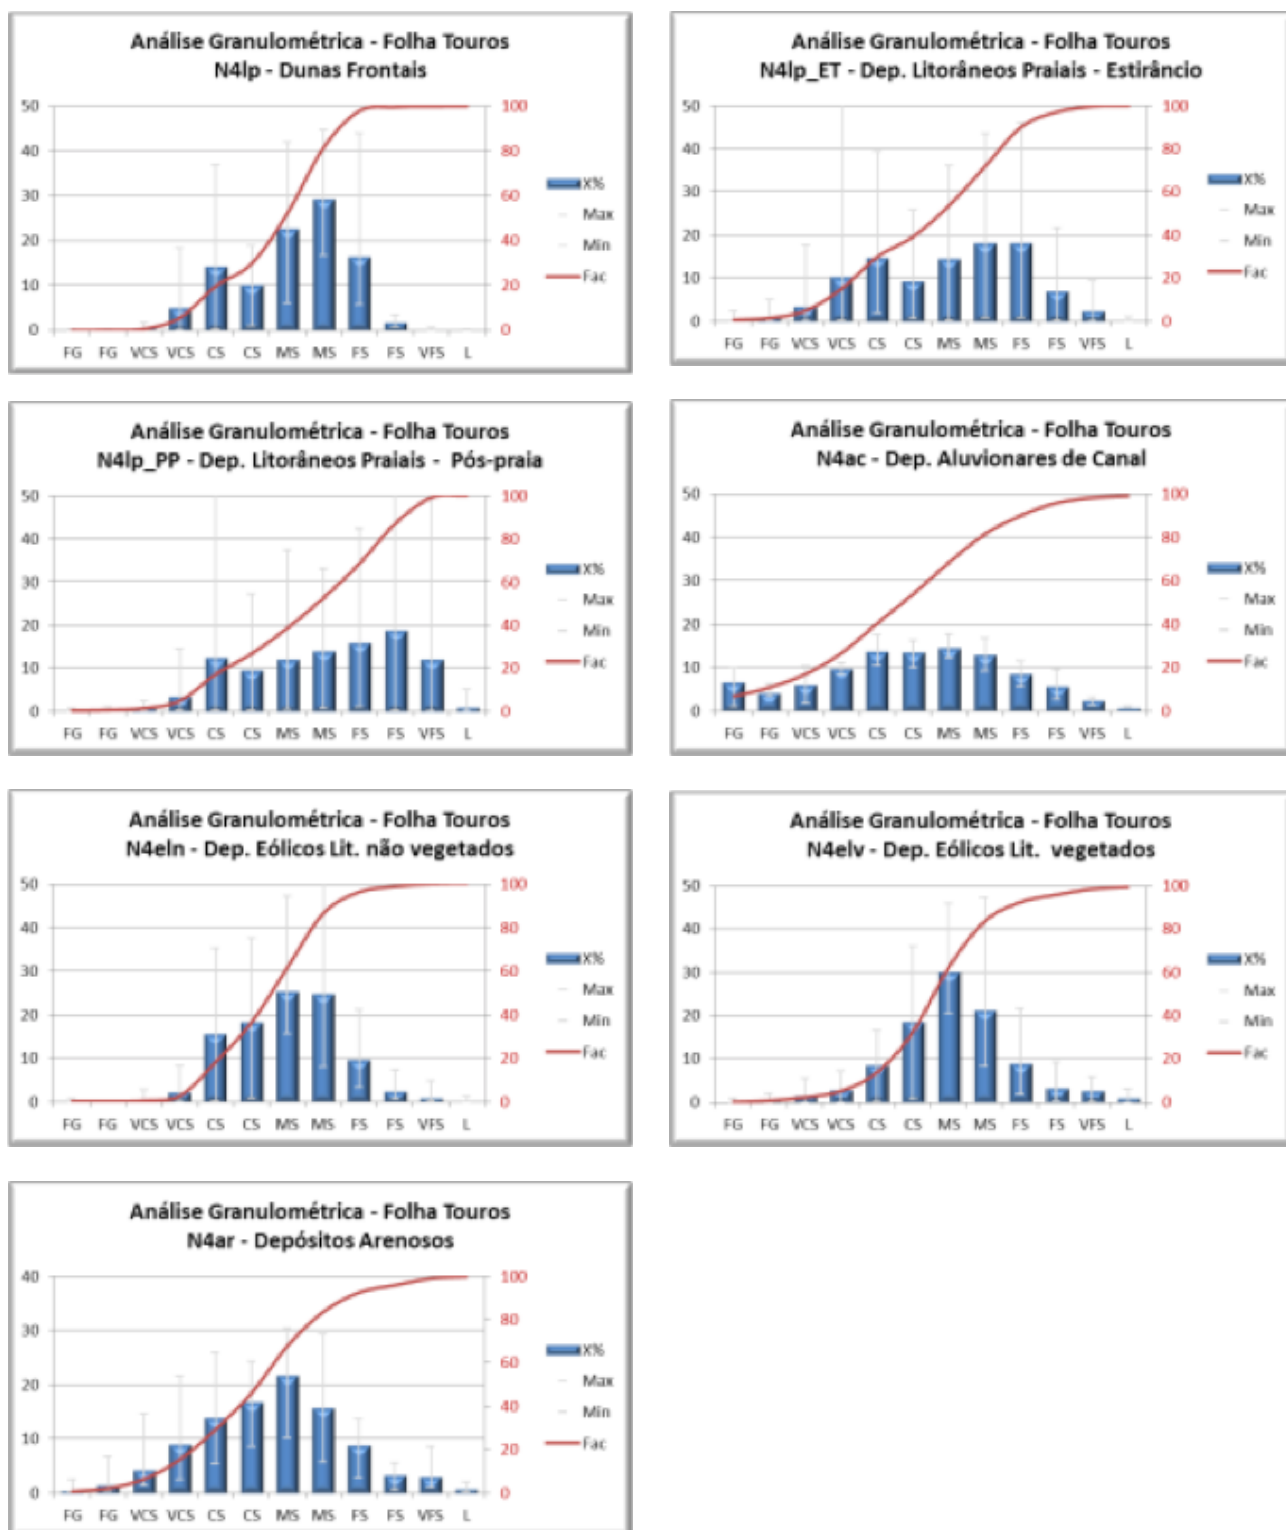 Análise Granulométrica - Folha Touros
N4lp - Dunas Frontais
50
40
30
20
10
0
100
80
60
40
20
0
X%
Max
Min
Fac
FG FG VCS VCS CS CS MS MS FS FS VFS L
Análise Granulométrica - Folha Touros
N4lp_ET - Dep. Litorâneos Praiais - Estirâncio
50
40
30
20
10
0
100
80
60
40
20
0
X%
Max
Min
Fac
FG FG VCS VCS CS CS MS MS FS FS VFS L
Análise Granulométrica - Folha Touros
N4lp_PP - Dep. Litorâneos Praiais - Pós-praia
50
40
30
20
10
0
100
80
60
40
20
0
X%
Max
Min
Fac
FG FG VCS VCS CS CS MS MS FS FS VFS L
Análise Granulométrica - Folha Touros
N4ac - Dep. Aluvionares de Canal
50
40
30
20
10
0
100
80
60
40
20
0
X%
Max
Min
Fac
FG FG VCS VCS CS CS MS MS FS FS VFS L
Análise Granulométrica - Folha Touros
N4eln - Dep. Eólicos Lit. não vegetados
50
40
30
20
10
0
100
80
60
40
20
0
X%
Max
Min
Fac
FG FG VCS VCS CS CS MS MS FS FS VFS L
Análise Granulométrica - Folha Touros
N4elv - Dep. Eólicos Lit. vegetados
50
40
30
20
10
0
100
80
60
40
20
0
X%
Max
Min
Fac
FG FG VCS VCS CS CS MS MS FS FS VFS L
Análise Granulométrica - Folha Touros
N4ar - Depósitos Arenosos
40
30
20
10
0
100
80
60
40
20
0
X%
Max
Min
Fac
FG FG VCS VCS CS CS MS MS FS FS VFS L